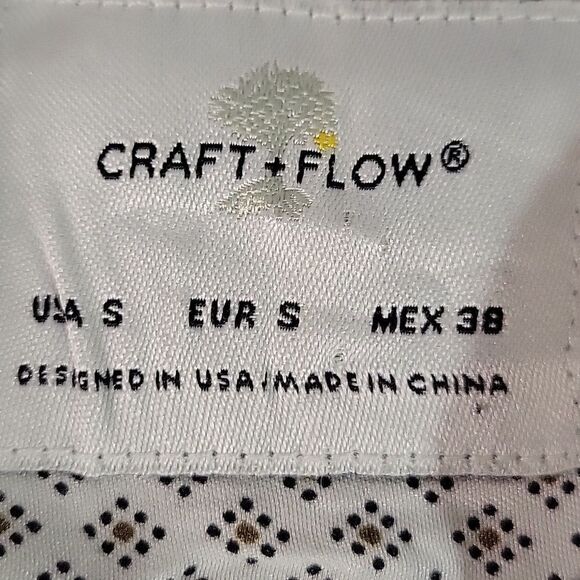 CRAFT + FLOW®
USA S EUR S MEX 38
DESIGNED IN USA/MADE IN CHINA